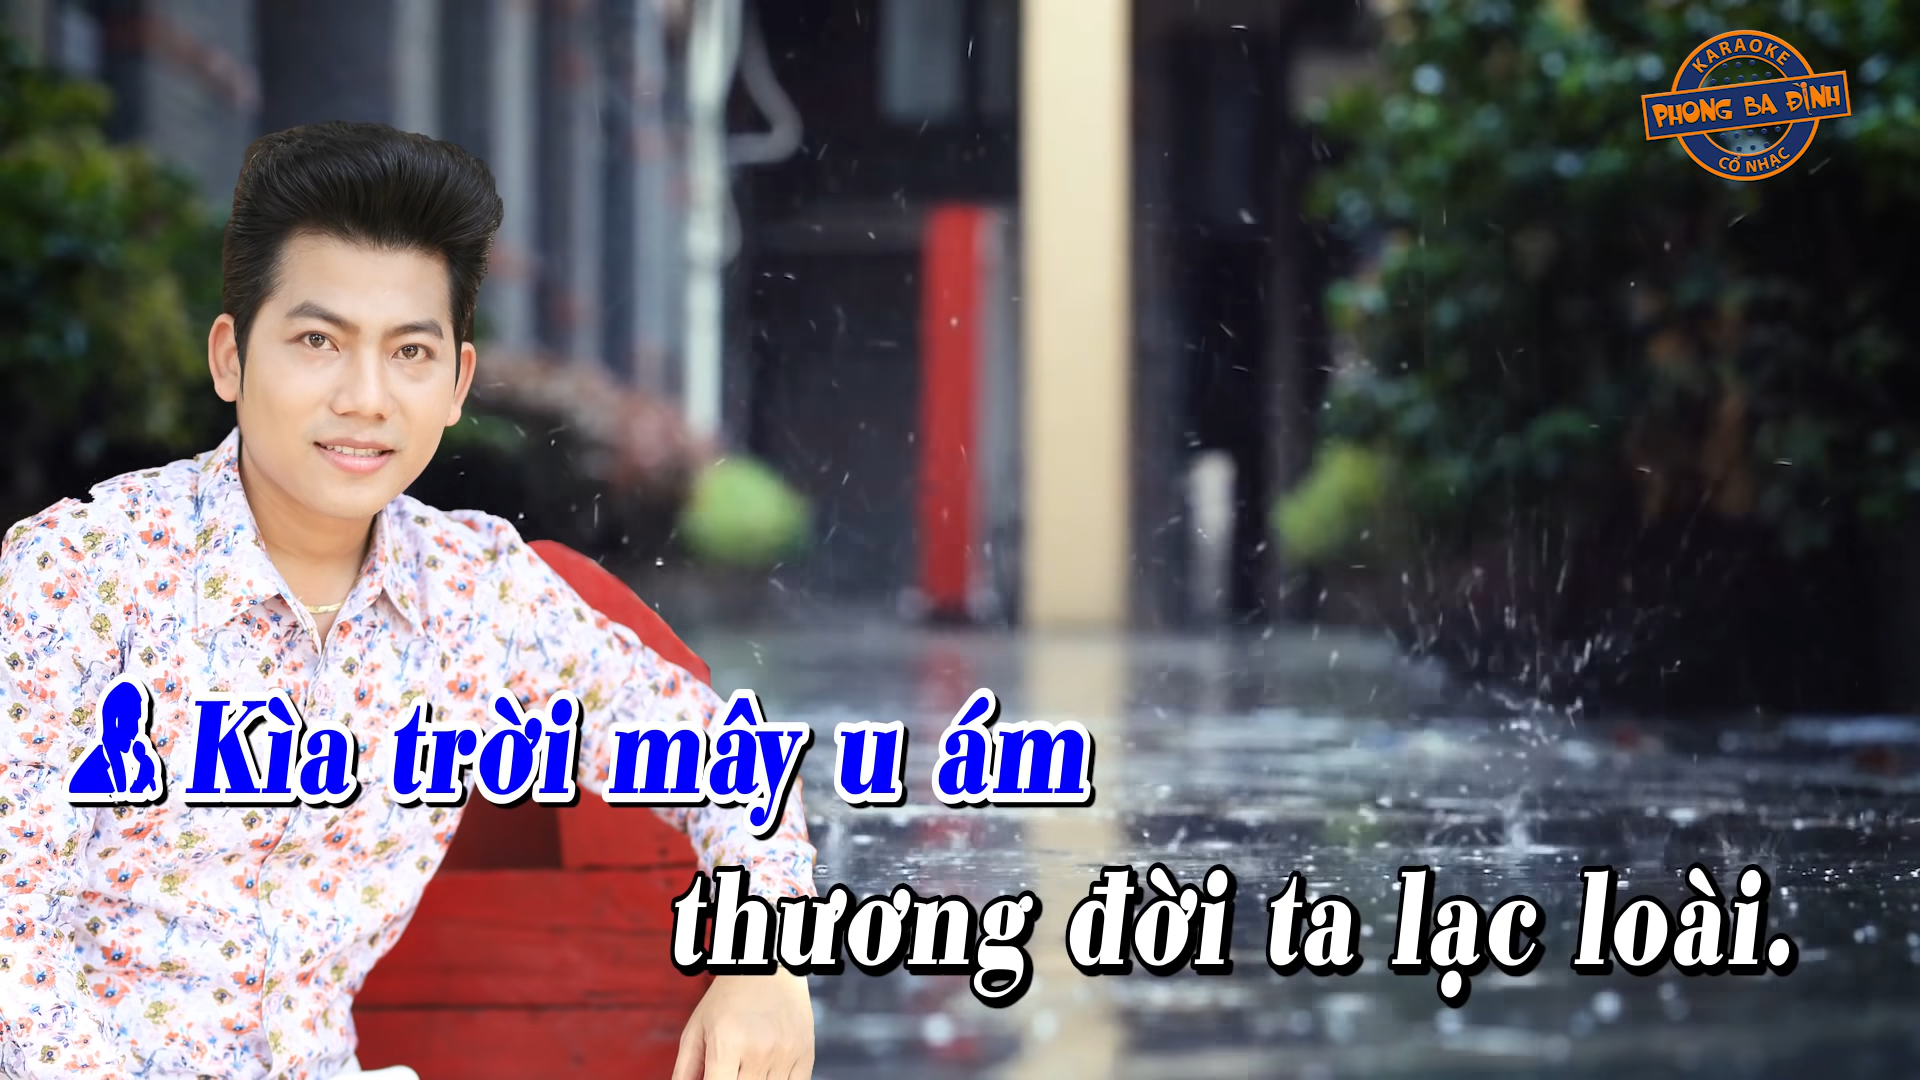 KARAOKE
PHONG BA ĐÌNH
CỔ NHẠC
Kìa trời mây u ám
thương đời ta lạc loài.